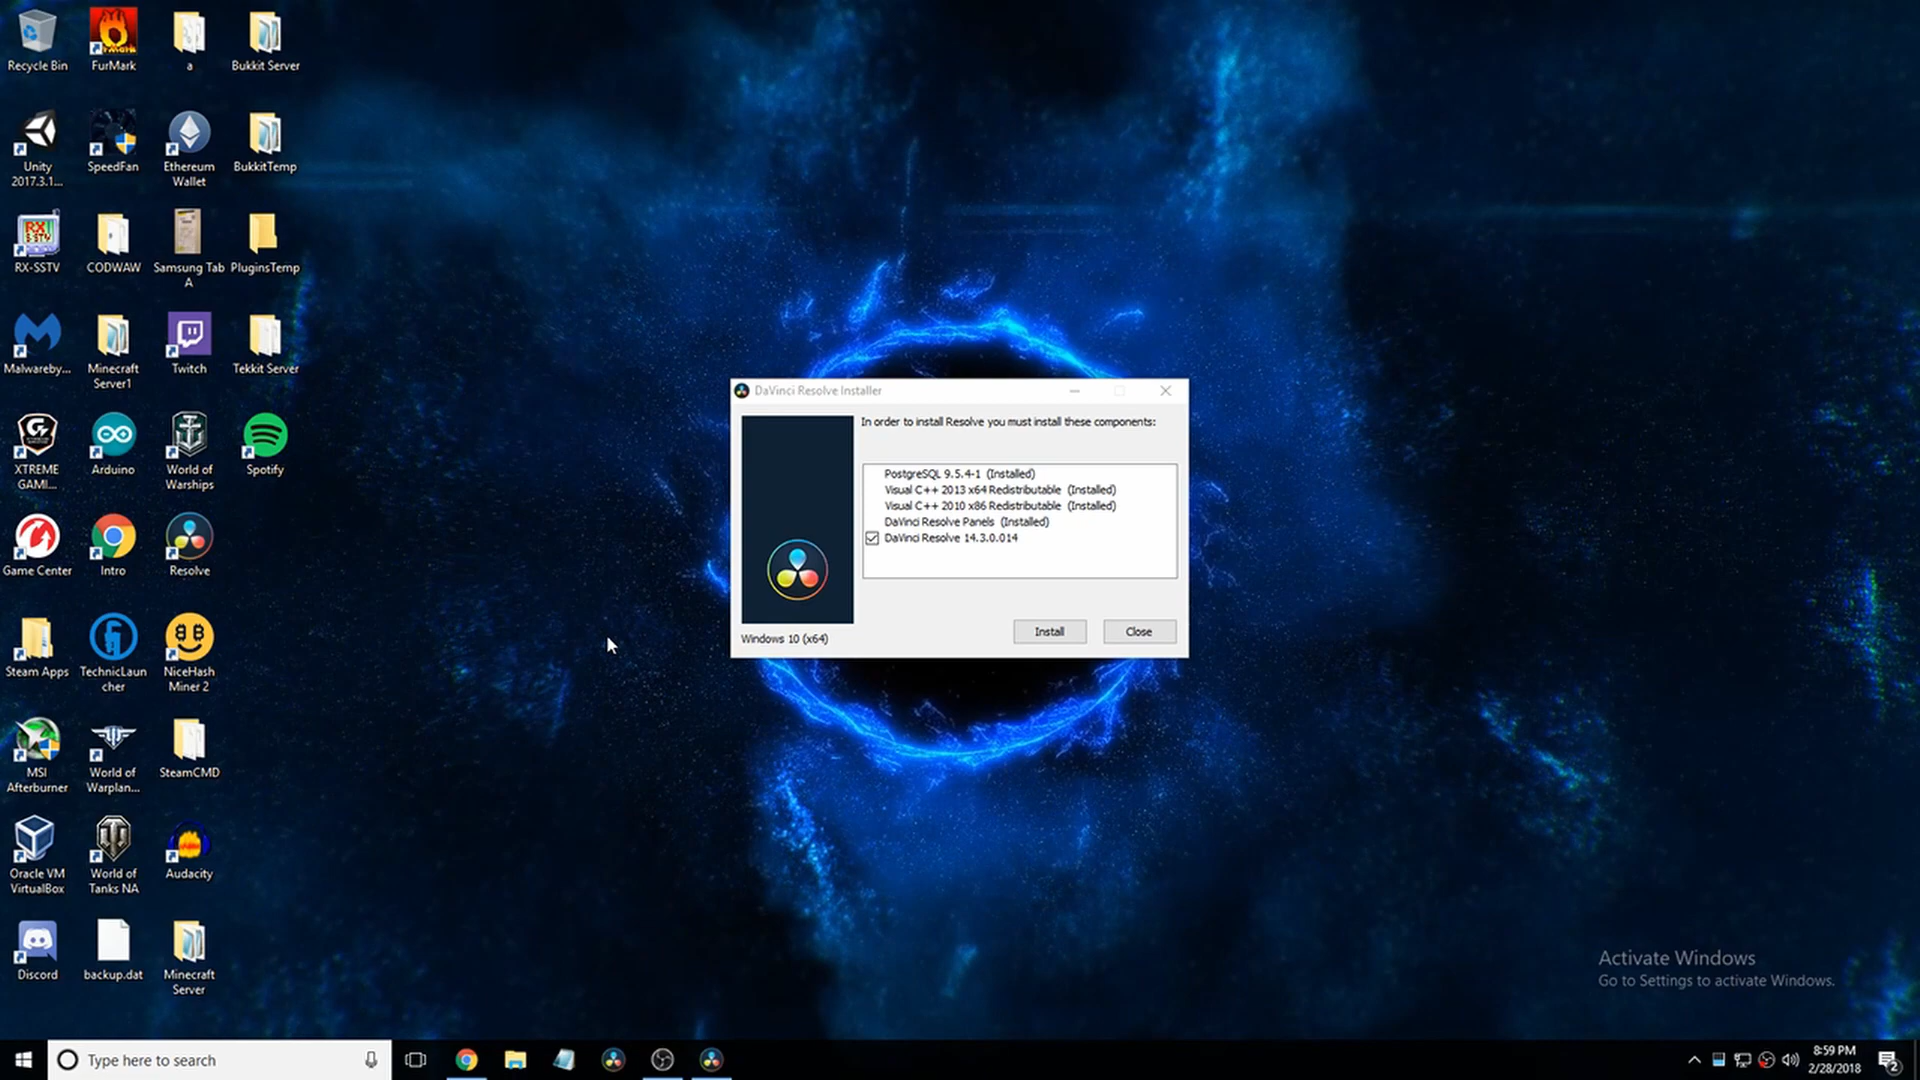 Recycle Bin
FurMark
a
Bukkit Server
Unity
2017.3.1...
SpeedFan
Ethereum
Wallet
BukkitTemp
RX-SSTV
CODWAW
Samsung Tab
A
PluginsTemp
Malwareby...
Minecraft
Server1
Twitch
Tekkit Server
XTREME
GAMI...
Arduino
World of
Warships
Spotify
Game Center
Intro
Resolve
Steam Apps
TechnicLaun
cher
NiceHash
Miner 2
MSI
Afterburner
World of
Warplan...
SteamCMD
Oracle VM
VirtualBox
World of
Tanks NA
Audacity
Discord
backup.dat
Minecraft
Server
DaVinci Resolve Installer
In order to install Resolve you must install these components:
PostgreSQL 9.5.4-1 (Installed)
Visual C++ 2013 x64 Redistributable (Installed)
Visual C++ 2010 x86 Redistributable (Installed)
DaVinci Resolve Panels (Installed)
DaVinci Resolve 14.3.0.014
Windows 10 (x64)
Install
Close
Activate Windows
Go to Settings to activate Windows.
Type here to search
8:59 PM
2/28/2018
2